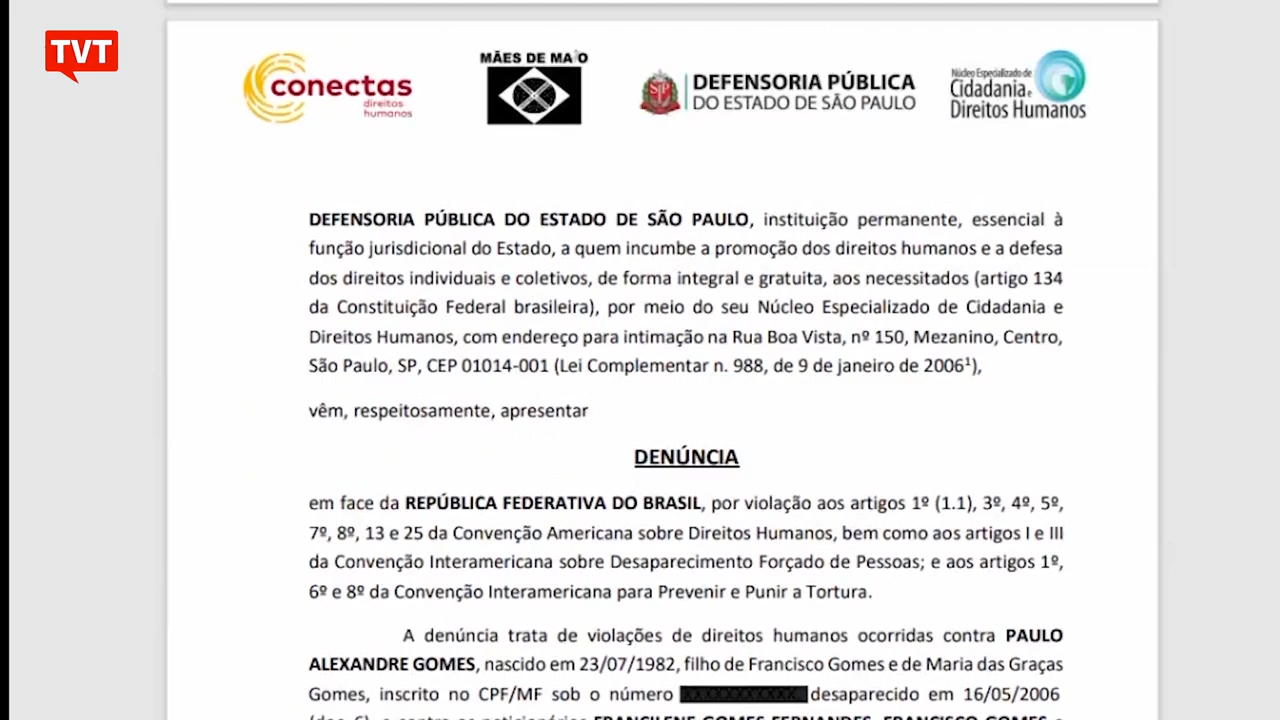 TVT
conectas
direitos
humanos
MÃES DE MAIO
DEFENSORIA PÚBLICA
DO ESTADO DE SÃO PAULO
Núcleo Especializado de
Cidadania e
Direitos Humanos
DEFENSORIA PÚBLICA DO ESTADO DE SÃO PAULO, instituição permanente, essencial à
função jurisdicional do Estado, a quem incumbe a promoção dos direitos humanos e a defesa
dos direitos individuais e coletivos, de forma integral e gratuita, aos necessitados (artigo 134
da Constituição Federal brasileira), por meio do seu Núcleo Especializado de Cidadania e
Direitos Humanos, com endereço para intimação na Rua Boa Vista, nº 150, Mezanino, Centro,
São Paulo, SP, CEP 01014-001 (Lei Complementar n. 988, de 9 de janeiro de 2006¹),
vêm, respeitosamente, apresentar
DENÚNCIA
em face da REPÚBLICA FEDERATIVA DO BRASIL, por violação aos artigos 1º (1.1), 3º, 4º, 5º,
7º, 8º, 13 e 25 da Convenção Americana sobre Direitos Humanos, bem como aos artigos I e III
da Convenção Interamericana sobre Desaparecimento Forçado de Pessoas; e aos artigos 1º,
6º e 8º da Convenção Interamericana para Prevenir e Punir a Tortura.
A denúncia trata de violações de direitos humanos ocorridas contra PAULO
ALEXANDRE GOMES, nascido em 23/07/1982, filho de Francisco Gomes e de Maria das Graças
Gomes, inscrito no CPF/MF sob o número desaparecido em 16/05/2006
FRANCILENE GOMES FERNANDES, FRANCISCO GOMES e